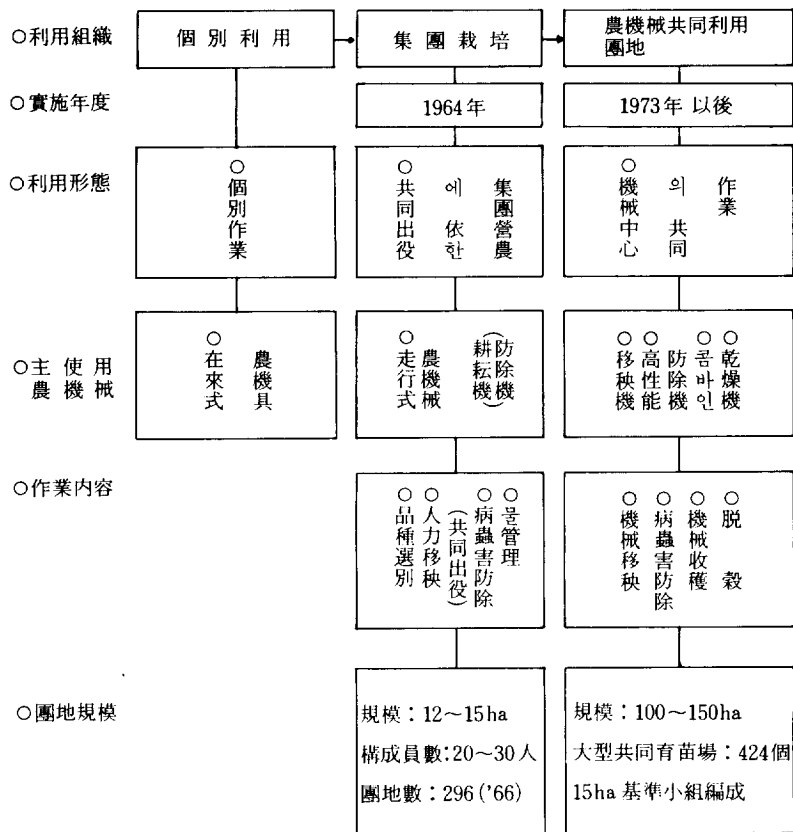 ○利用組織
個別利用
集團栽培
農機械共同利用
團地
○實施年度
1964年
1973年 以後
○利用形態
○個別作業
○共同出役
에 依한
集團營農
○機械中心
의 共同
作業
○主使用
農機械
○在來式
農機具
○走行式
農機械
(耕耘機
防除機)
○移秧機
○高性能
防除機
○콤바인
○乾燥機
○作業内容
○品種選別
○人力移秧
(共同出役)
○病蟲害防除
○물管理
○機械移秧
○病蟲害防除
○機械收穫
○脱穀
○團地規模
規模：12～15ha
構成員數：20～30人
團地數：296('66)
規模：100～150ha
大型共同育苗場：424個
15ha 基準小組編成